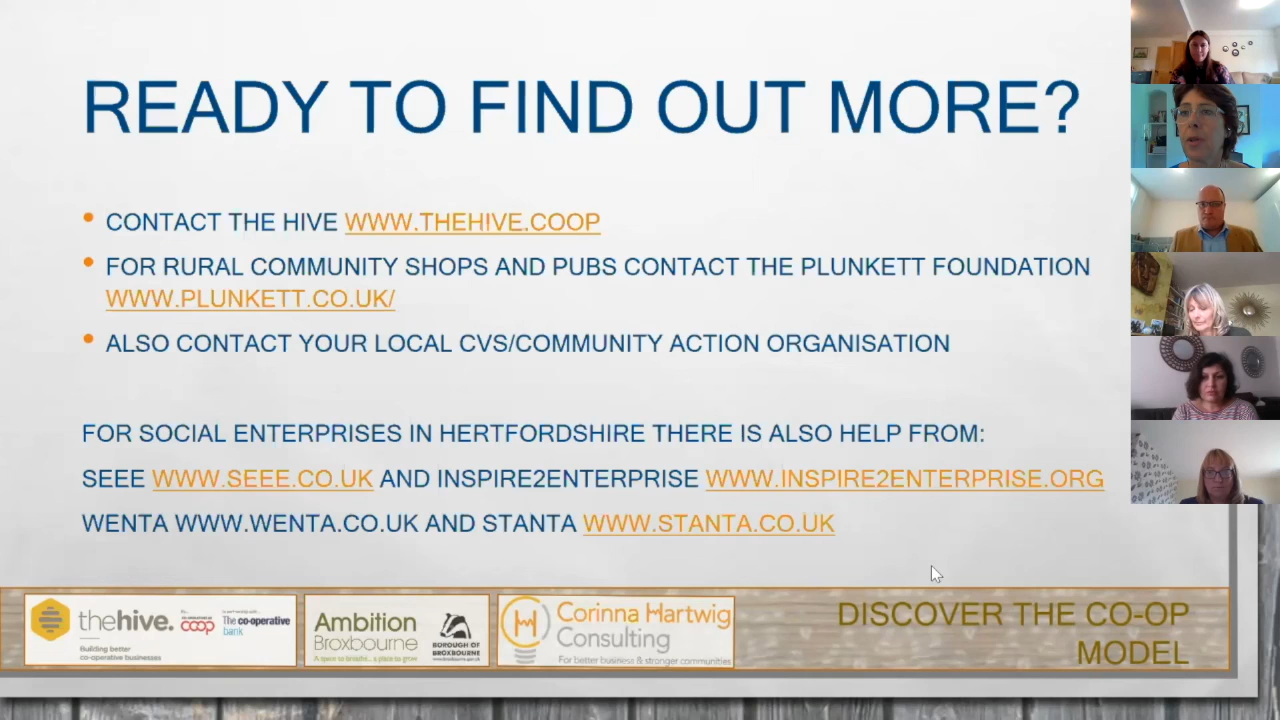 READY TO FIND OUT MORE?
• CONTACT THE HIVE WWW.THEHIVE.COOP
• FOR RURAL COMMUNITY SHOPS AND PUBS CONTACT THE PLUNKETT FOUNDATION
WWW.PLUNKETT.CO.UK/
• ALSO CONTACT YOUR LOCAL CVS/COMMUNITY ACTION ORGANISATION
FOR SOCIAL ENTERPRISES IN HERTFORDSHIRE THERE IS ALSO HELP FROM:
SEEE WWW.SEEE.CO.UK AND INSPIRE2ENTERPRISE WWW.INSPIRE2ENTERPRISE.ORG
WENTA WWW.WENTA.CO.UK AND STANTA WWW.STANTA.CO.UK
thehive.
Building better
co-operative businesses
coop
The co-operative
bank
Ambition
Broxbourne
BOROUGH OF
BROXBOURNE
Corinna Hartwig
Consulting
For better business & stronger communities
DISCOVER THE CO-OP
MODEL